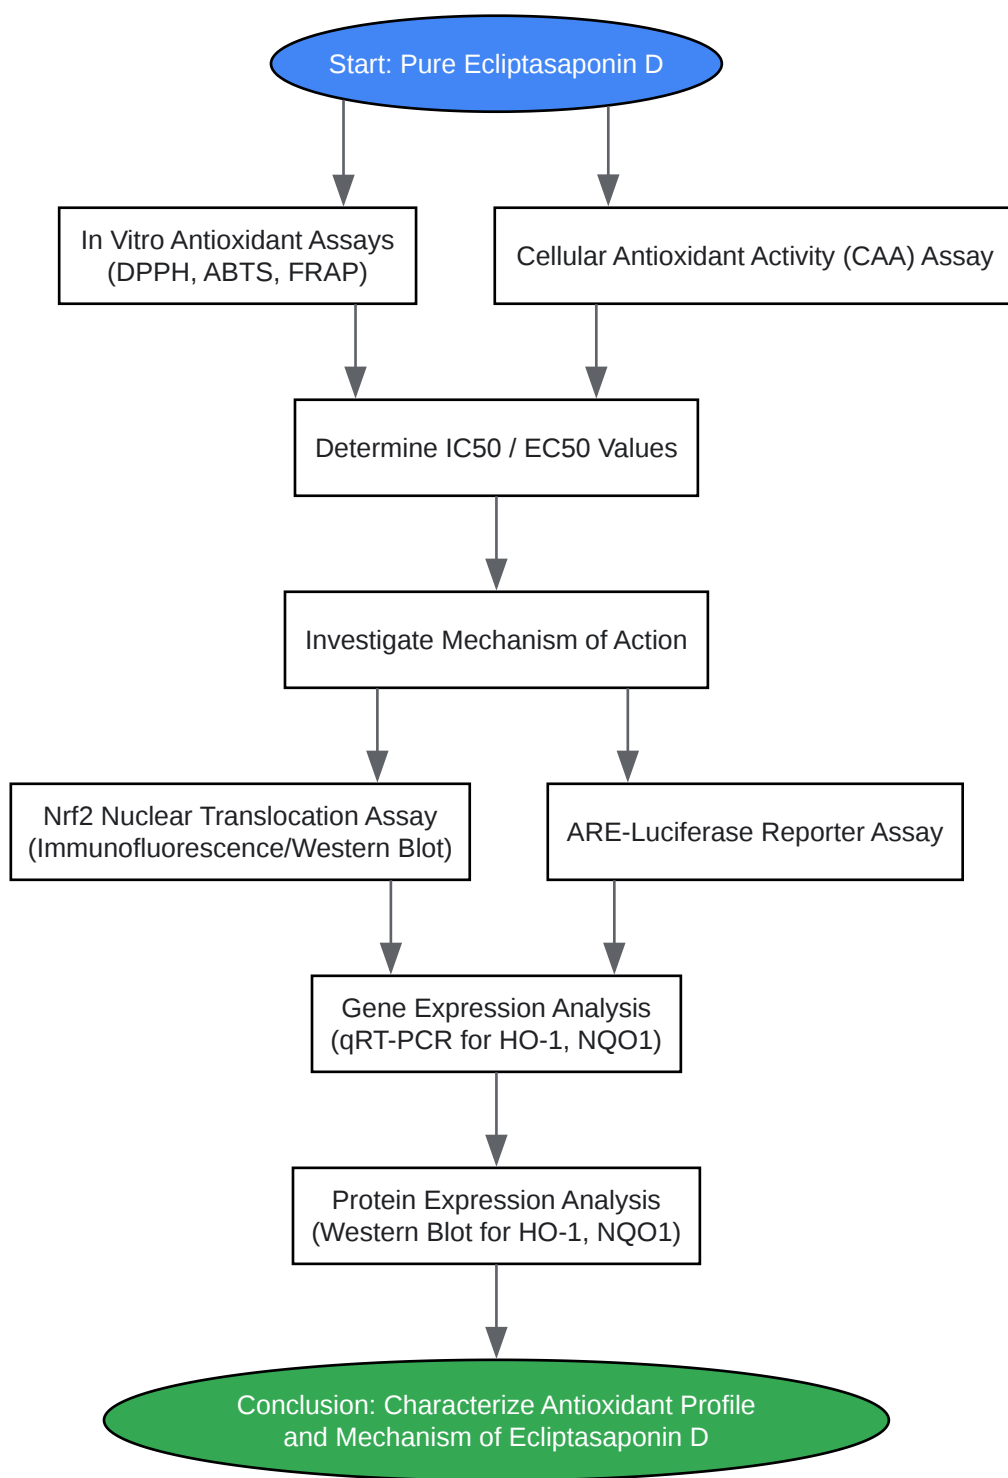 Start: Pure Ecliptasaponin D
In Vitro Antioxidant Assays
(DPPH, ABTS, FRAP)
Cellular Antioxidant Activity (CAA) Assay
Determine IC50 / EC50 Values
Investigate Mechanism of Action
Nrf2 Nuclear Translocation Assay
(Immunofluorescence/Western Blot)
ARE-Luciferase Reporter Assay
Gene Expression Analysis
(qRT-PCR for HO-1, NQO1)
Protein Expression Analysis
(Western Blot for HO-1, NQO1)
Conclusion: Characterize Antioxidant Profile
and Mechanism of Ecliptasaponin D